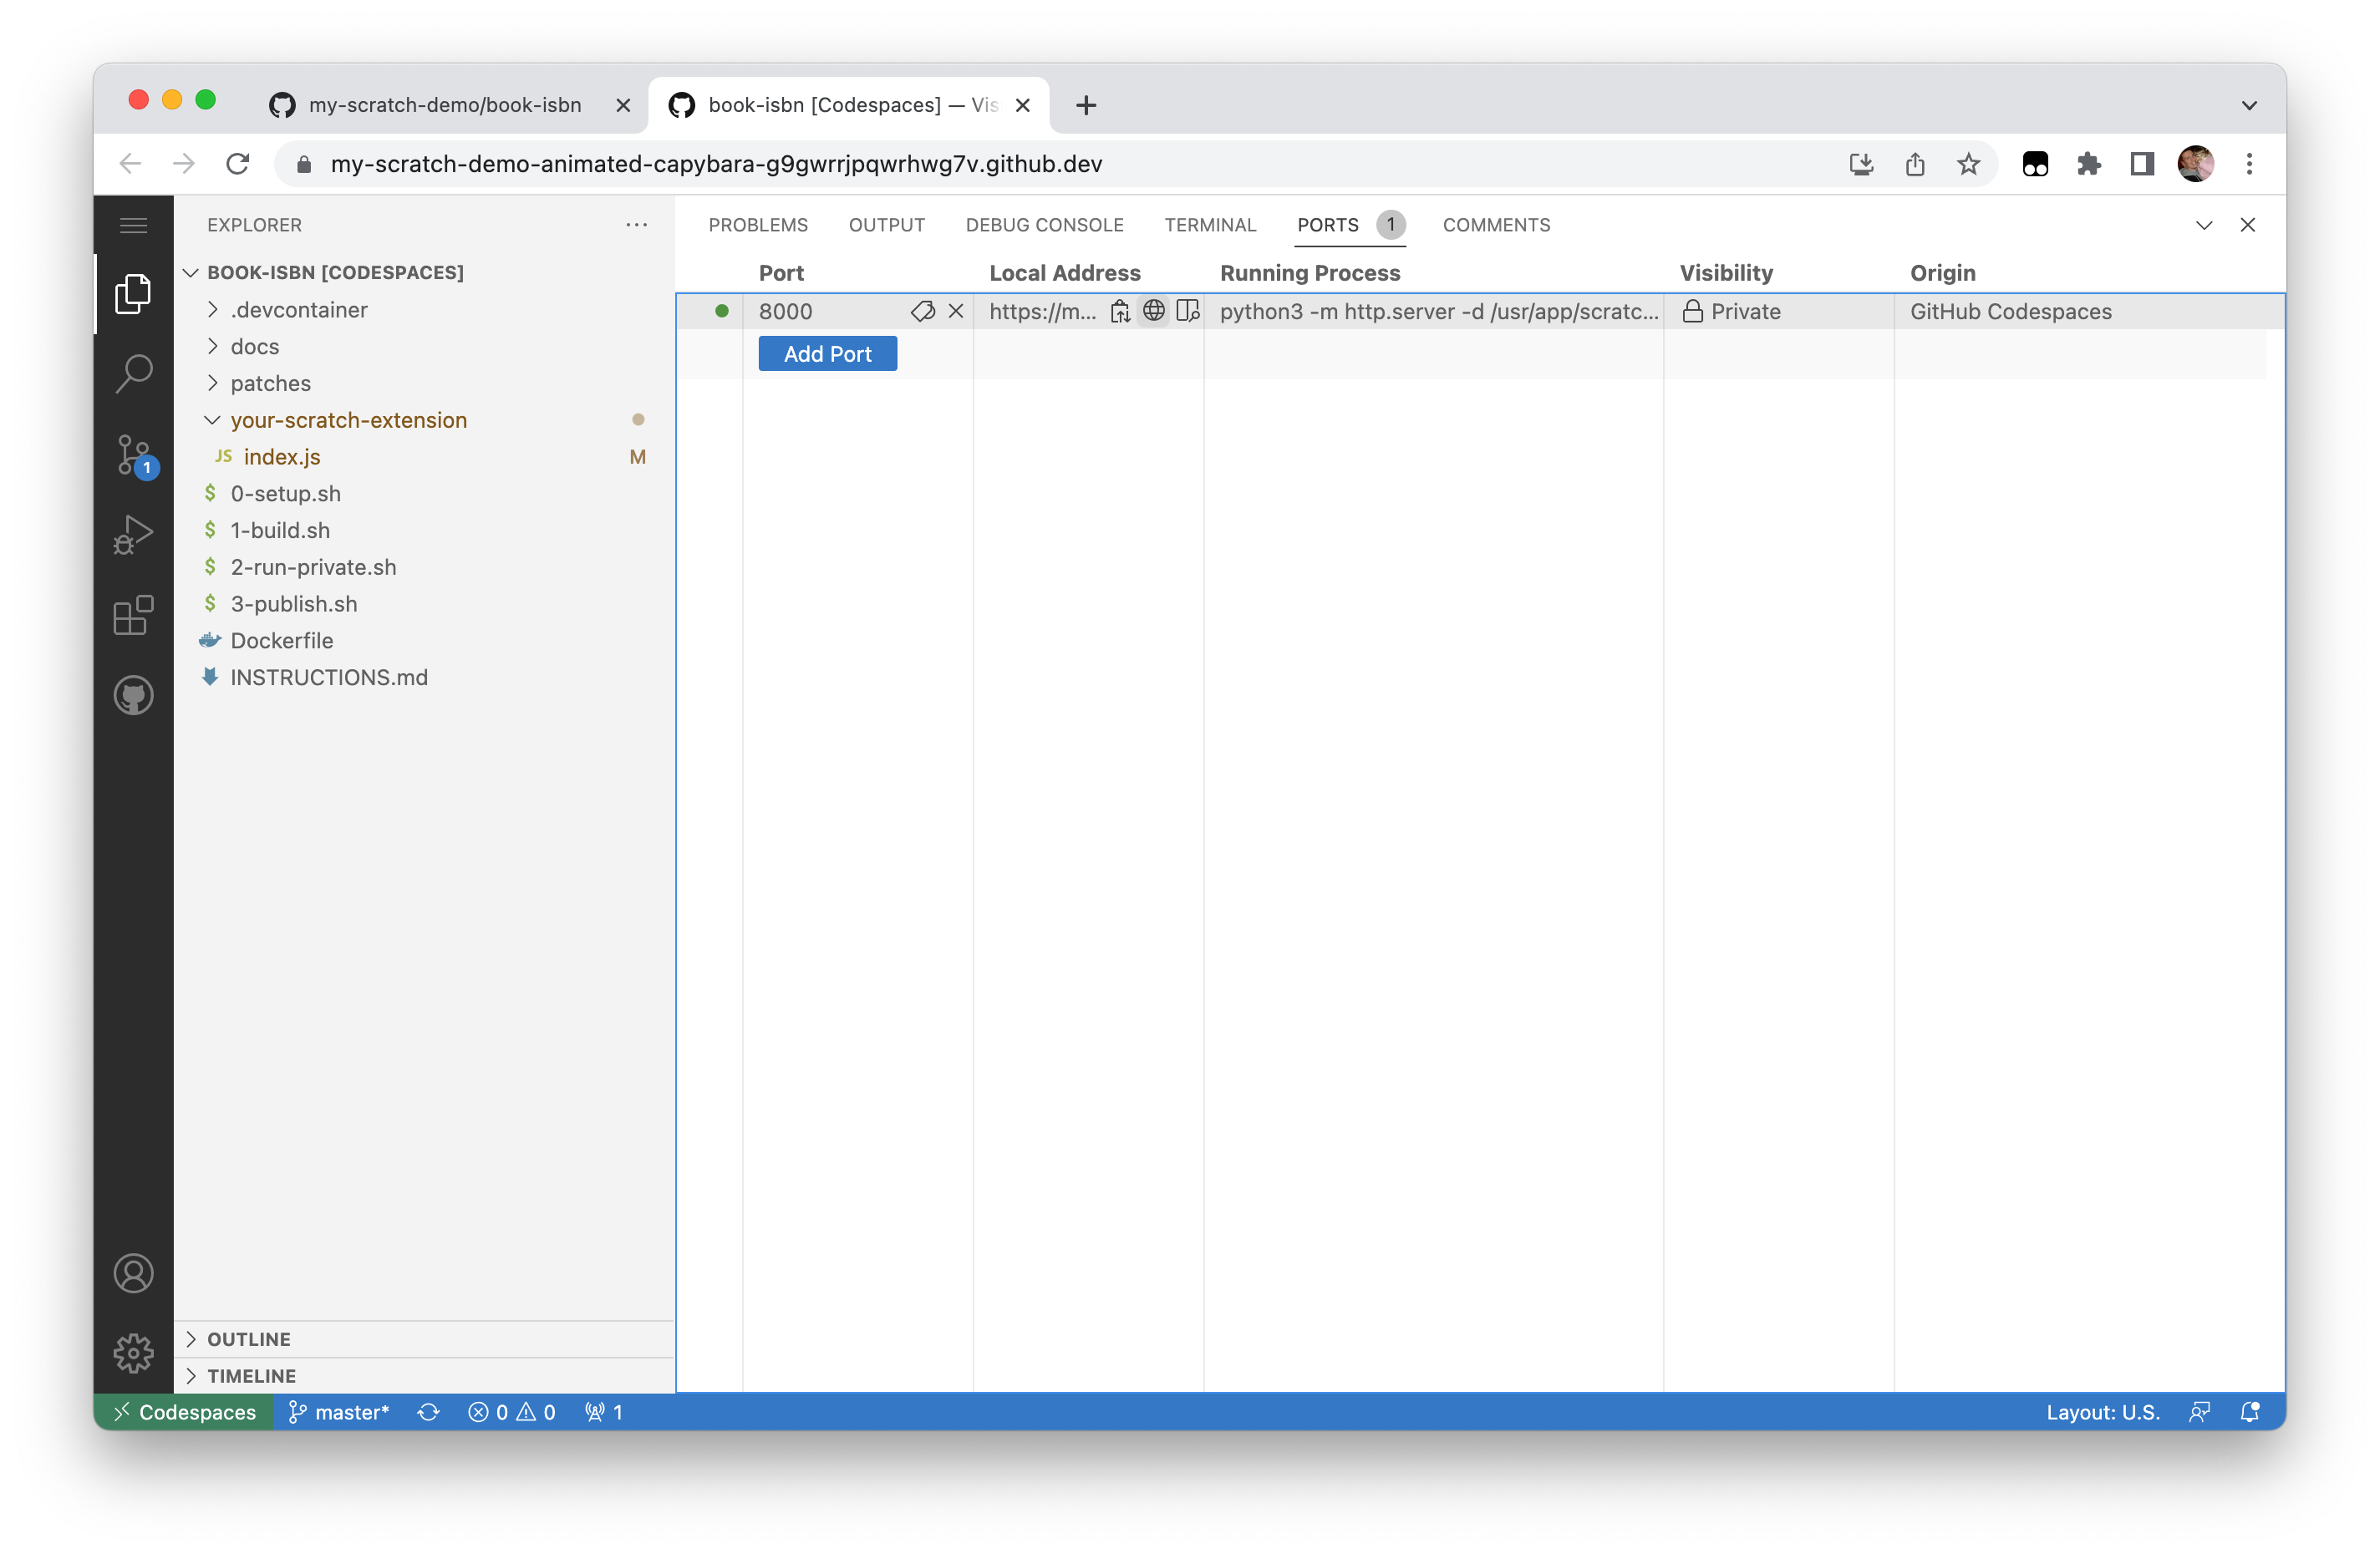 my-scratch-demo/book-isbn
book-isbn [Codespaces] — Vis
my-scratch-demo-animated-capybara-g9gwrrjpqwrhwg7v.github.dev
EXPLORER
PROBLEMS OUTPUT DEBUG CONSOLE TERMINAL PORTS 1 COMMENTS
BOOK-ISBN [CODESPACES]
.devcontainer
docs
patches
your-scratch-extension
JS index.js M
$ 0-setup.sh
$ 1-build.sh
$ 2-run-private.sh
$ 3-publish.sh
Dockerfile
INSTRUCTIONS.md
1
Port Local Address Running Process Visibility Origin
8000 https://m... python3 -m http.server -d /usr/app/scratc... Private GitHub Codespaces
Add Port
OUTLINE
TIMELINE
Codespaces master* 0 0 1 Layout: U.S.